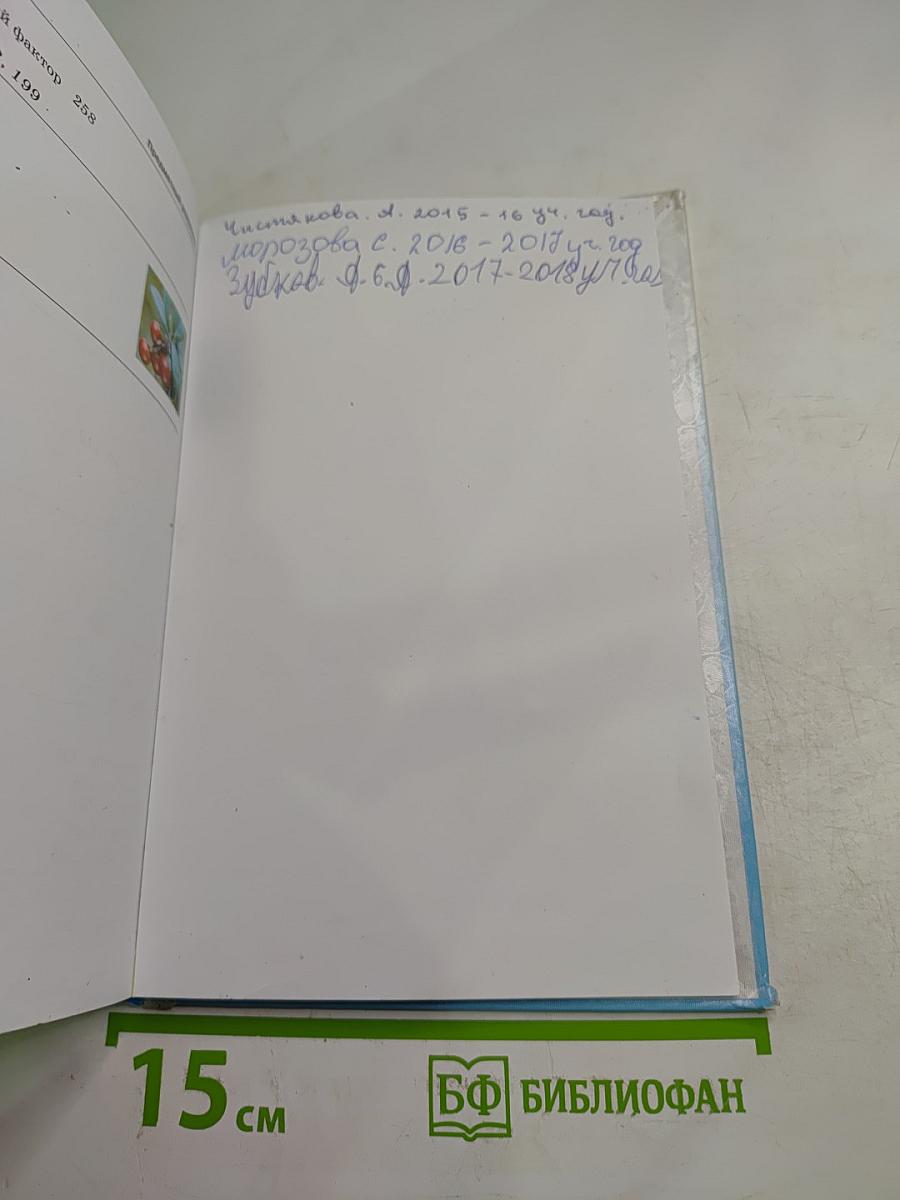 й фактор 258
, 199
Чистякова. А. 2015 - 16 уч. год.
Морозова С. 2016 - 2017 уч. год
Зубков. Я. 6.Я. 2017-2018 уч. год
15 см
БФ БИБЛИОФАН